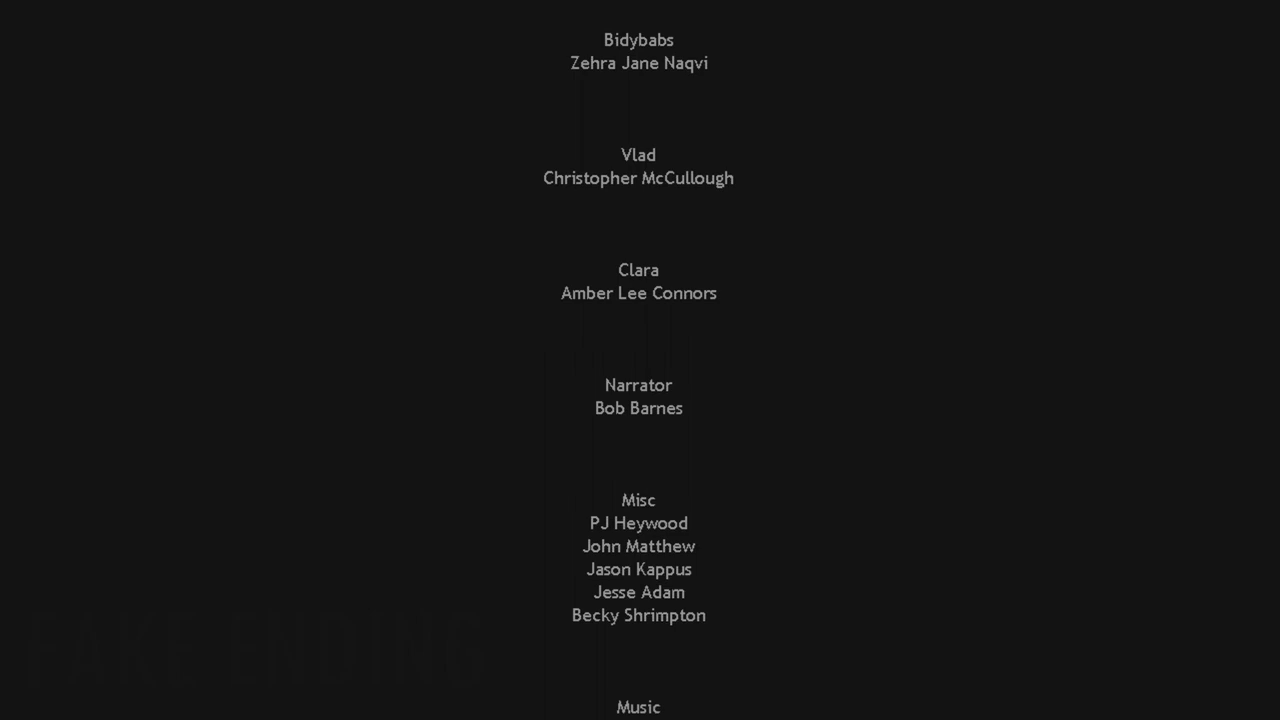 Bidybabs
Zehra Jane Naqvi
Vlad
Christopher McCullough
Clara
Amber Lee Connors
Narrator
Bob Barnes
Misc
PJ Heywood
John Matthew
Jason Kappus
Jesse Adam
Becky Shrimpton
FAKE ENDING
Music